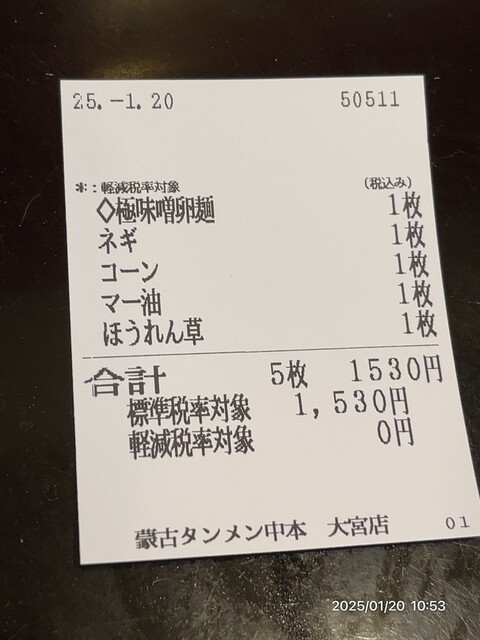 25.-1.20 50511
*：軽減税率対象 (税込み)
◇極味噌卵麺 1枚
ネギ 1枚
コーン 1枚
マー油 1枚
ほうれん草 1枚
合計 5枚 1530円
標準税率対象 1,530円
軽減税率対象 0円
蒙古タンメン中本 大宮店 01
2025/01/20 10:53